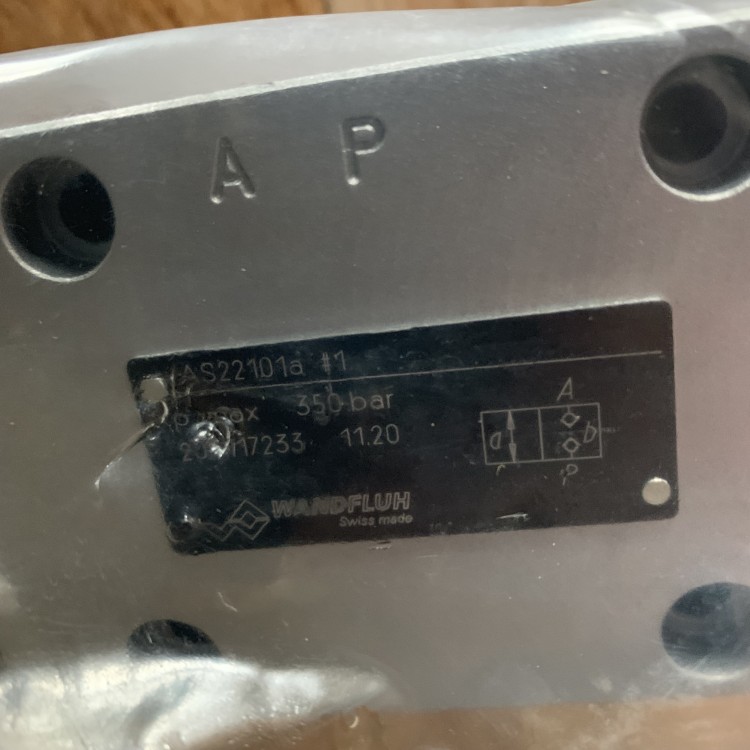 A P
AS22101a #1
350 bar
11.20
A
a b
P
WANDFLUH
Swiss made